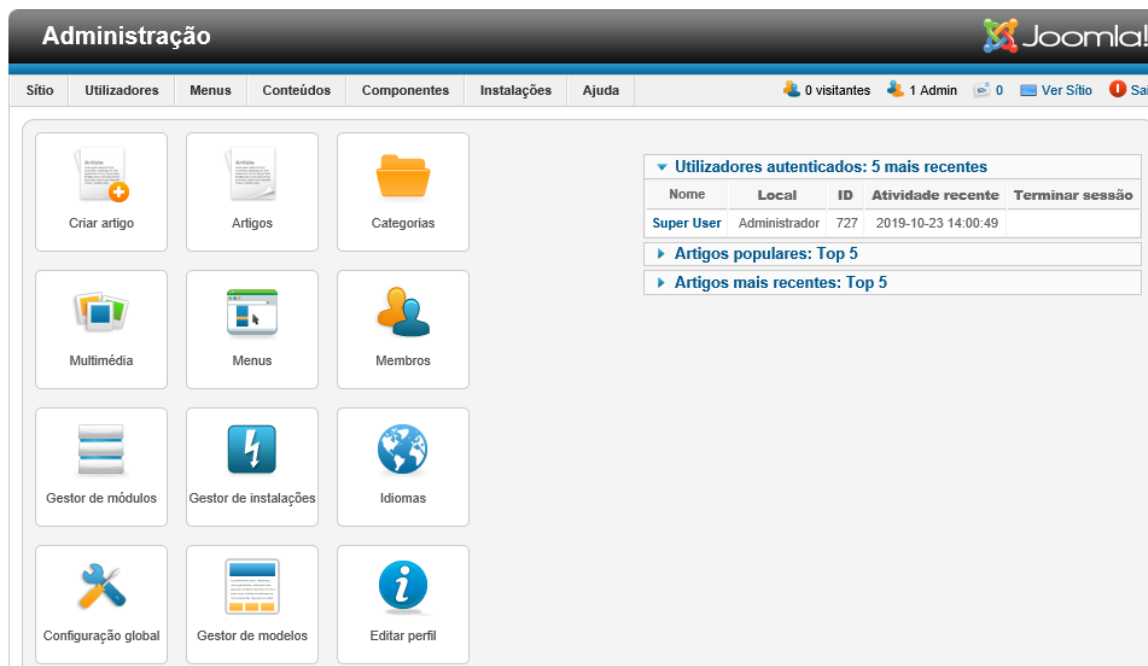 Administração
Joomla!
Sítio Utilizadores Menus Conteúdos Componentes Instalações Ajuda 0 visitantes 1 Admin 0 Ver Sítio Sai
Utilizadores autenticados: 5 mais recentes
Nome Local ID Atividade recente Terminar sessão
Super User Administrador 727 2019-10-23 14:00:49
Artigos populares: Top 5
Artigos mais recentes: Top 5
Article
Article
Criar artigo Artigos Categorias
Multimédia Menus Membros
Gestor de módulos Gestor de instalações Idiomas
Configuração global Gestor de modelos Editar perfil